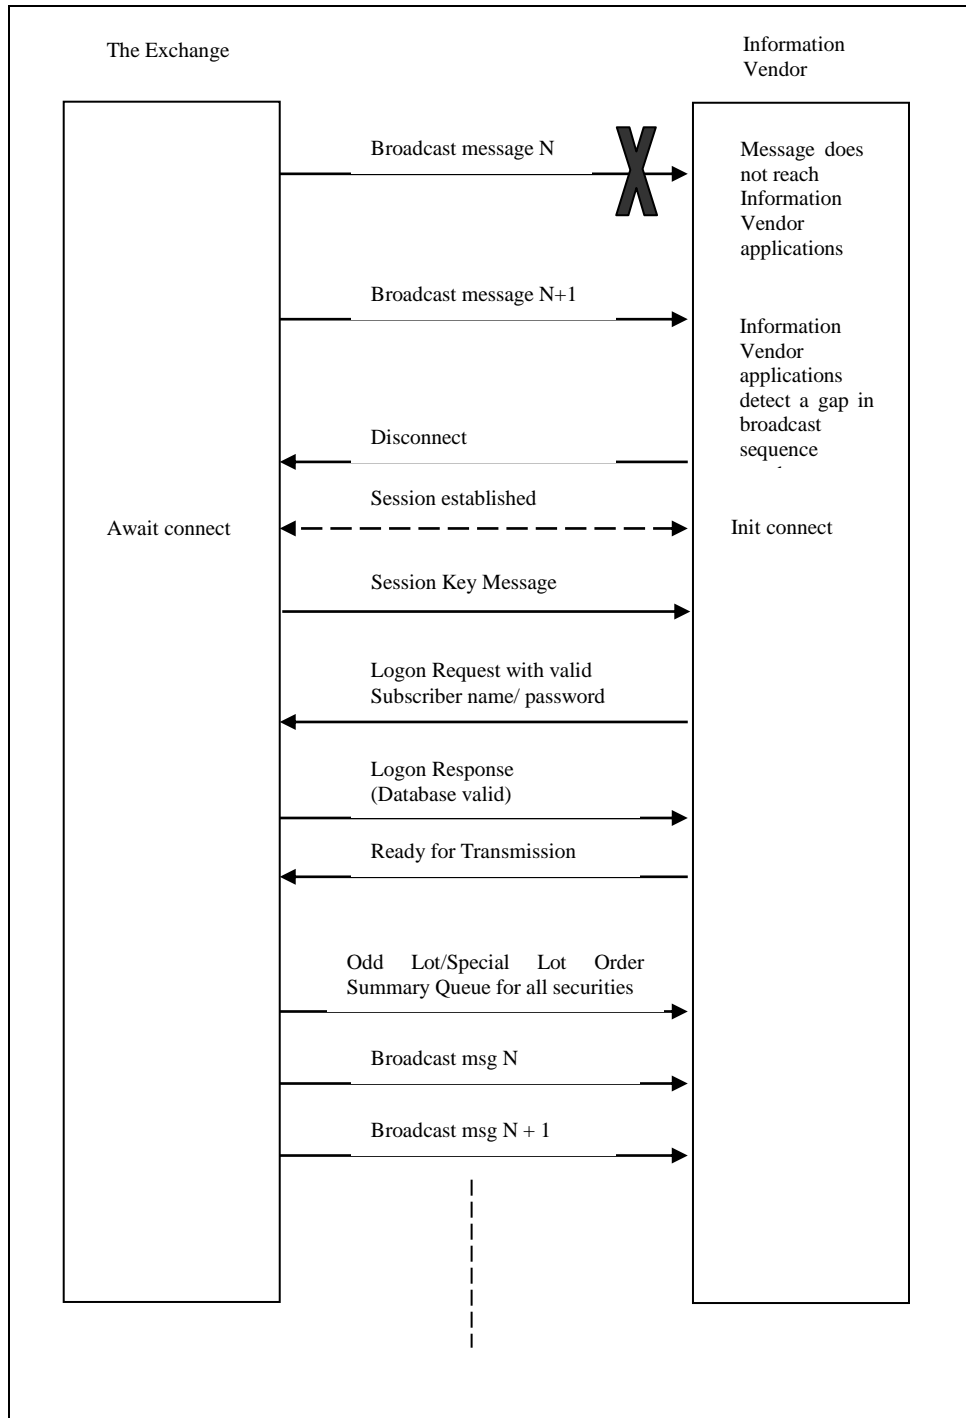 The Exchange
Information
Vendor
Broadcast message N
Message does
not reach
Information
Vendor
applications
Broadcast message N+1
Information
Vendor
applications
detect a gap in
broadcast
sequence
Disconnect
Session established
Await connect
Init connect
Session Key Message
Logon Request with valid
Subscriber name/ password
Logon Response
(Database valid)
Ready for Transmission
Odd Lot/Special Lot Order
Summary Queue for all securities
Broadcast msg N
Broadcast msg N + 1